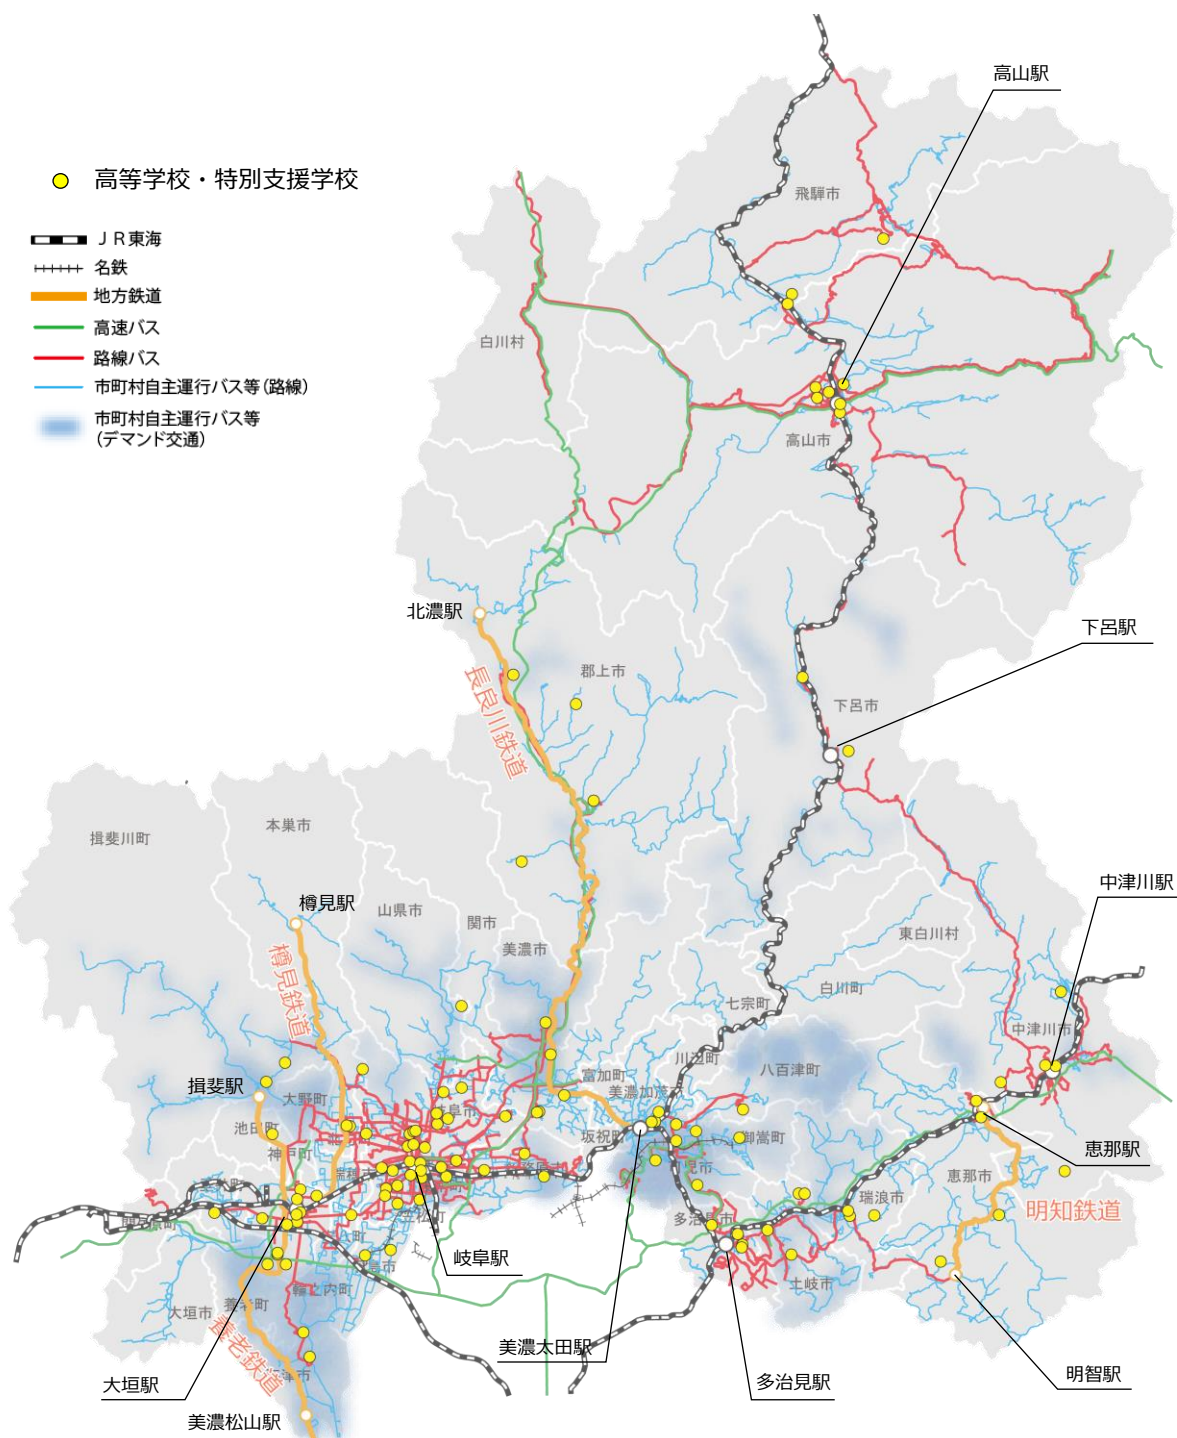 高山駅
高等学校・特別支援学校
飛騨市
JR東海
名鉄
地方鉄道
高速バス
白川村
路線バス
市町村自主運行バス等(路線)
市町村自主運行バス等
(デマンド交通)
高山市
北濃駅
下呂駅
郡上市
長良川鉄道
下呂市
本巣市
揖斐川町
中津川駅
樽見駅
山県市
関市
美濃市
東白川村
樽見鉄道
白川町
七宗町
中津川市
川辺町
八百津町
富加町
揖斐駅
大野町
美濃加茂
池田町
坂祝町
御嵩町
神戸町
恵那駅
恵那市
瑞浪市
明知鉄道
多治見市
岐阜駅
土岐市
大垣市
養老町
輪之内町
養老鉄道
美濃太田駅
大垣駅
多治見駅
明智駅
美濃松山駅